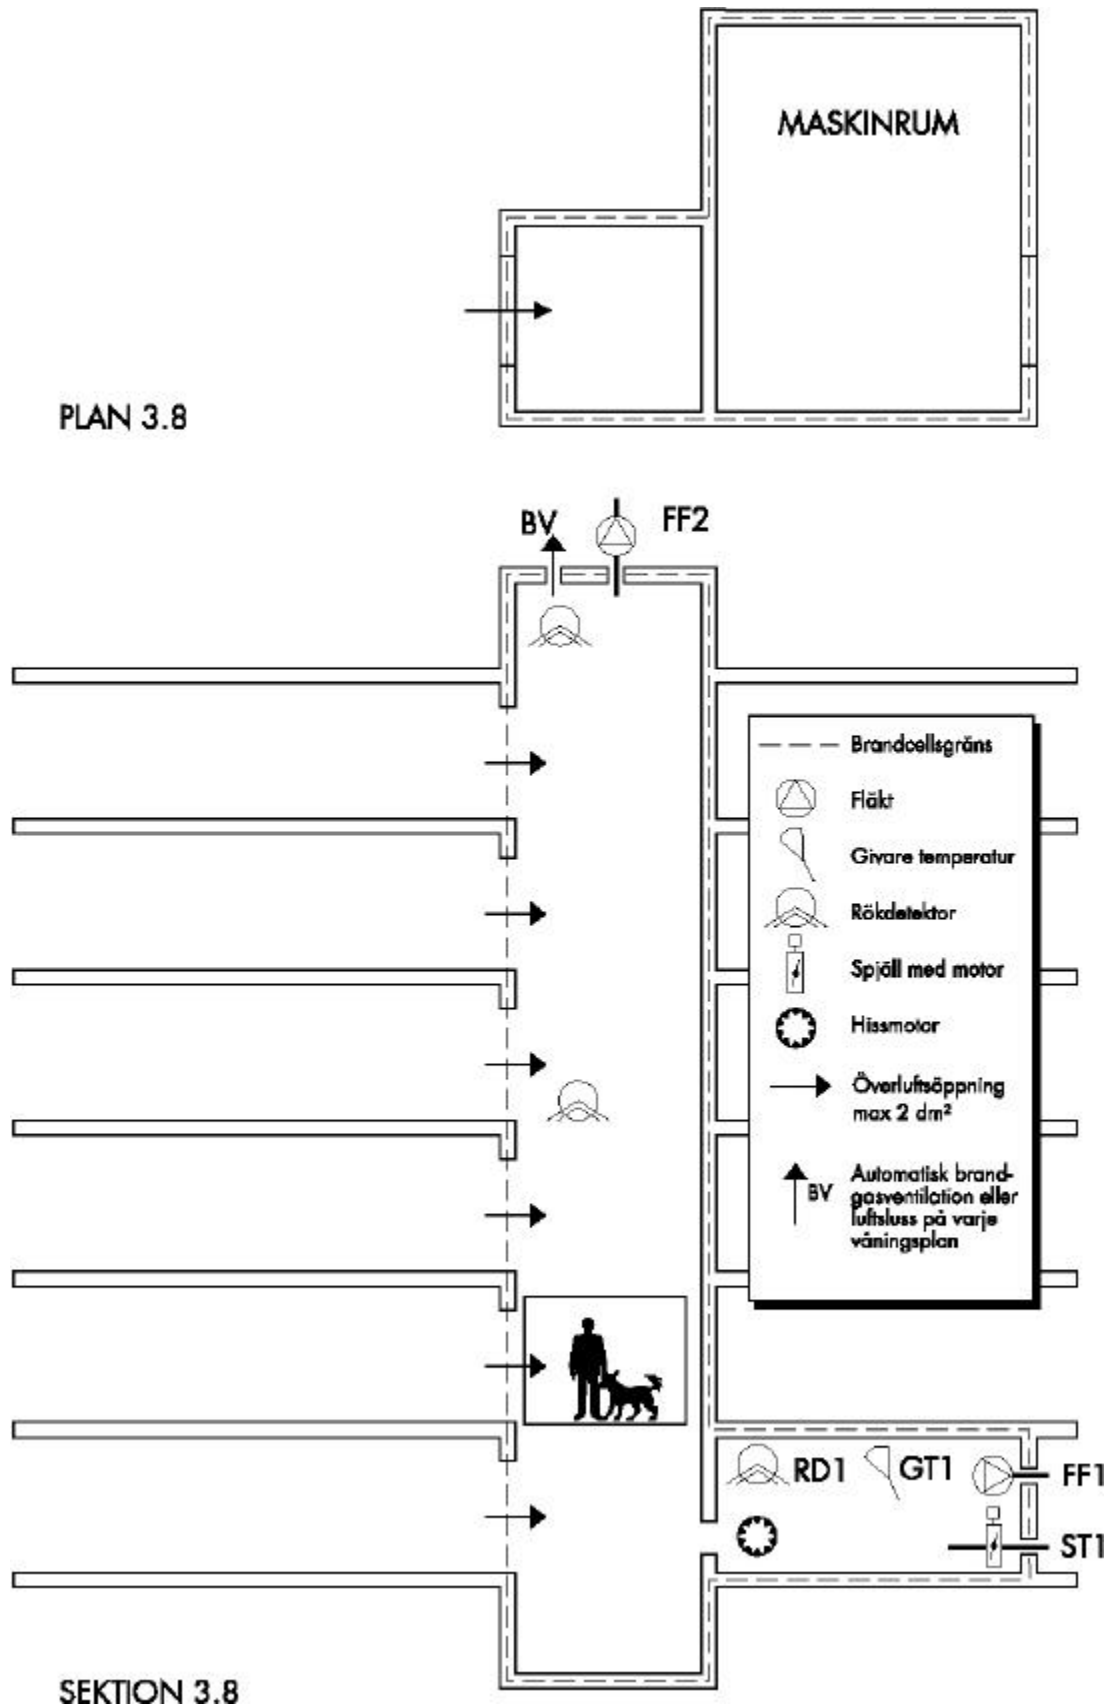 MASKINRUM
PLAN 3.8
BV
FF2
Brandcellsgräns
Fläkt
Givare temperatur
Rökdetektor
Spjäll med motor
Hissmotor
Överluftsöppning
max 2 dm²
BV
Automatisk brand-
gasventilation eller
luftsluss på varje
våningsplan
RD1
GT1
FF1
ST1
SEKTION 3.8